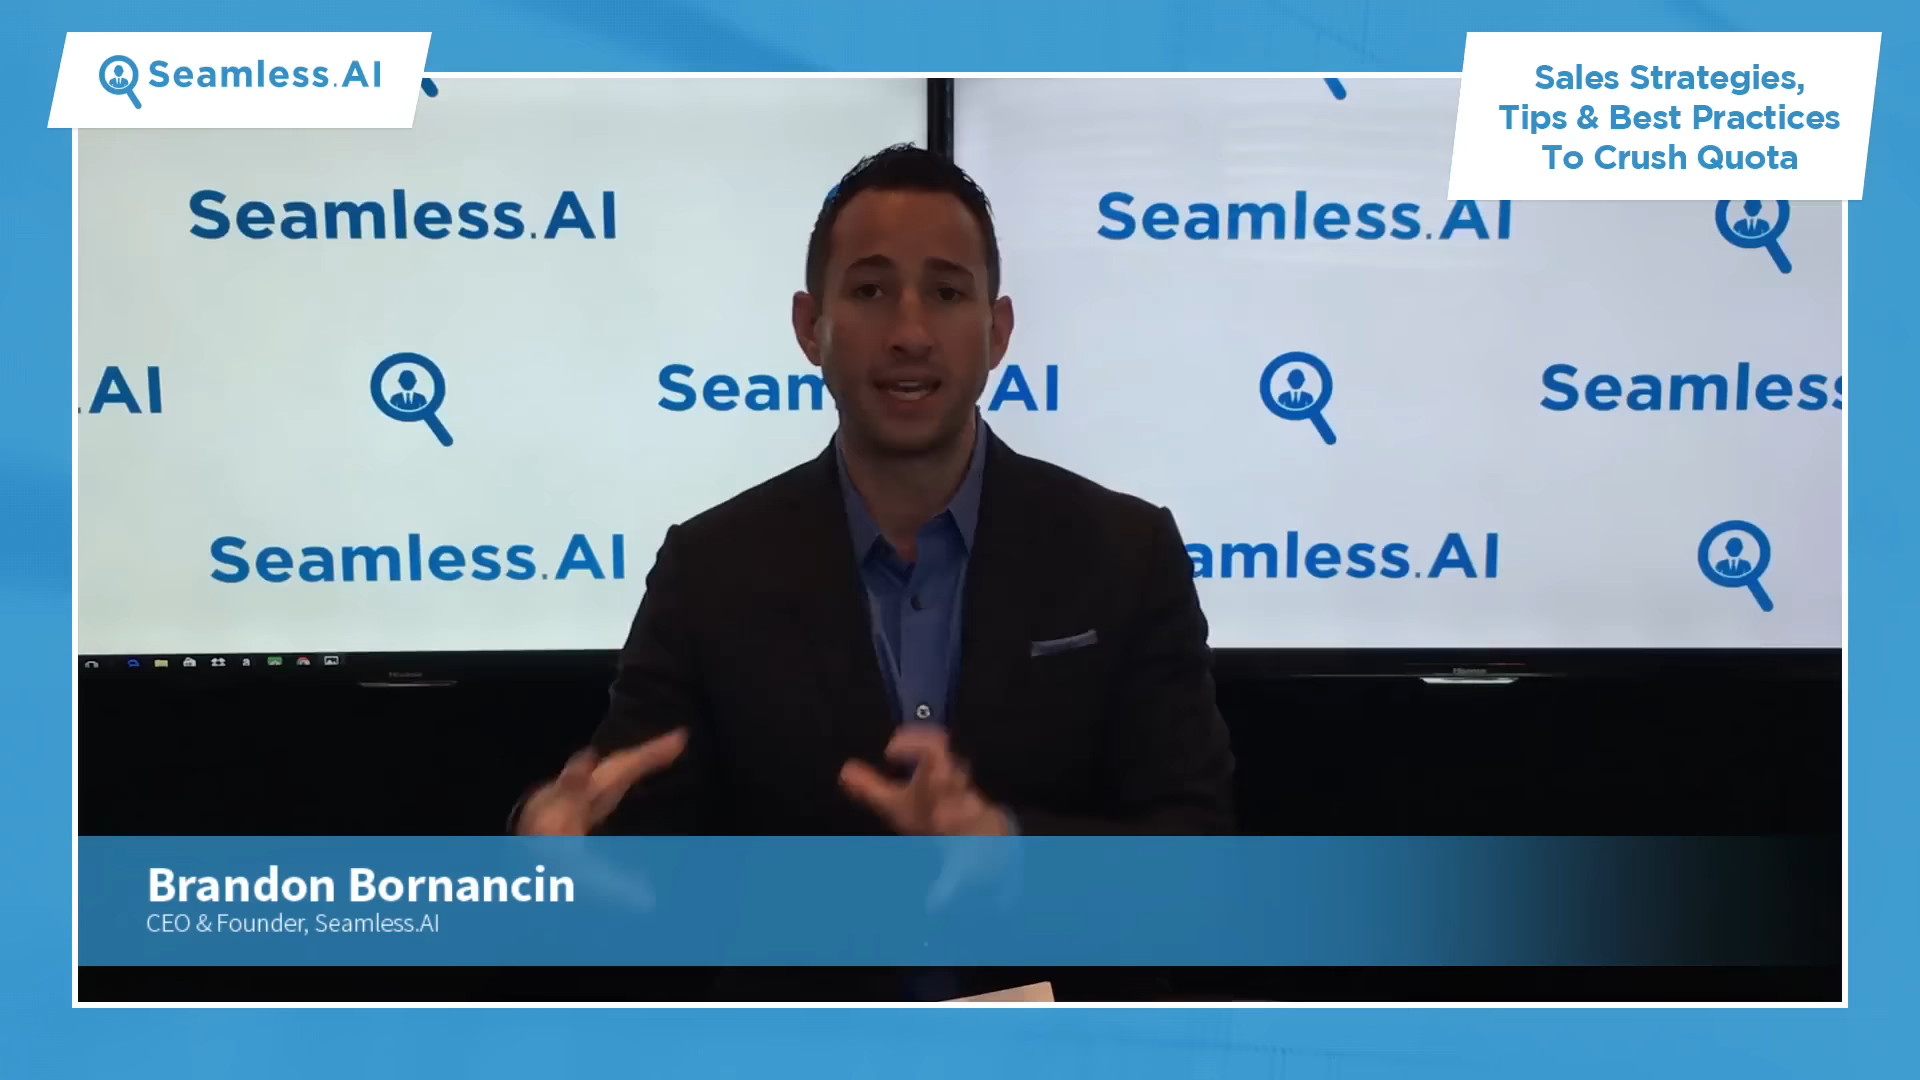 Seamless.AI
Sales Strategies,
Tips & Best Practices
To Crush Quota
Seamless.AI
Seamless.AI
.AI
Seam
AI
Seamless
Seamless.AI
amless.AI
Hisense
Brandon Bornancin
CEO & Founder, Seamless.AI